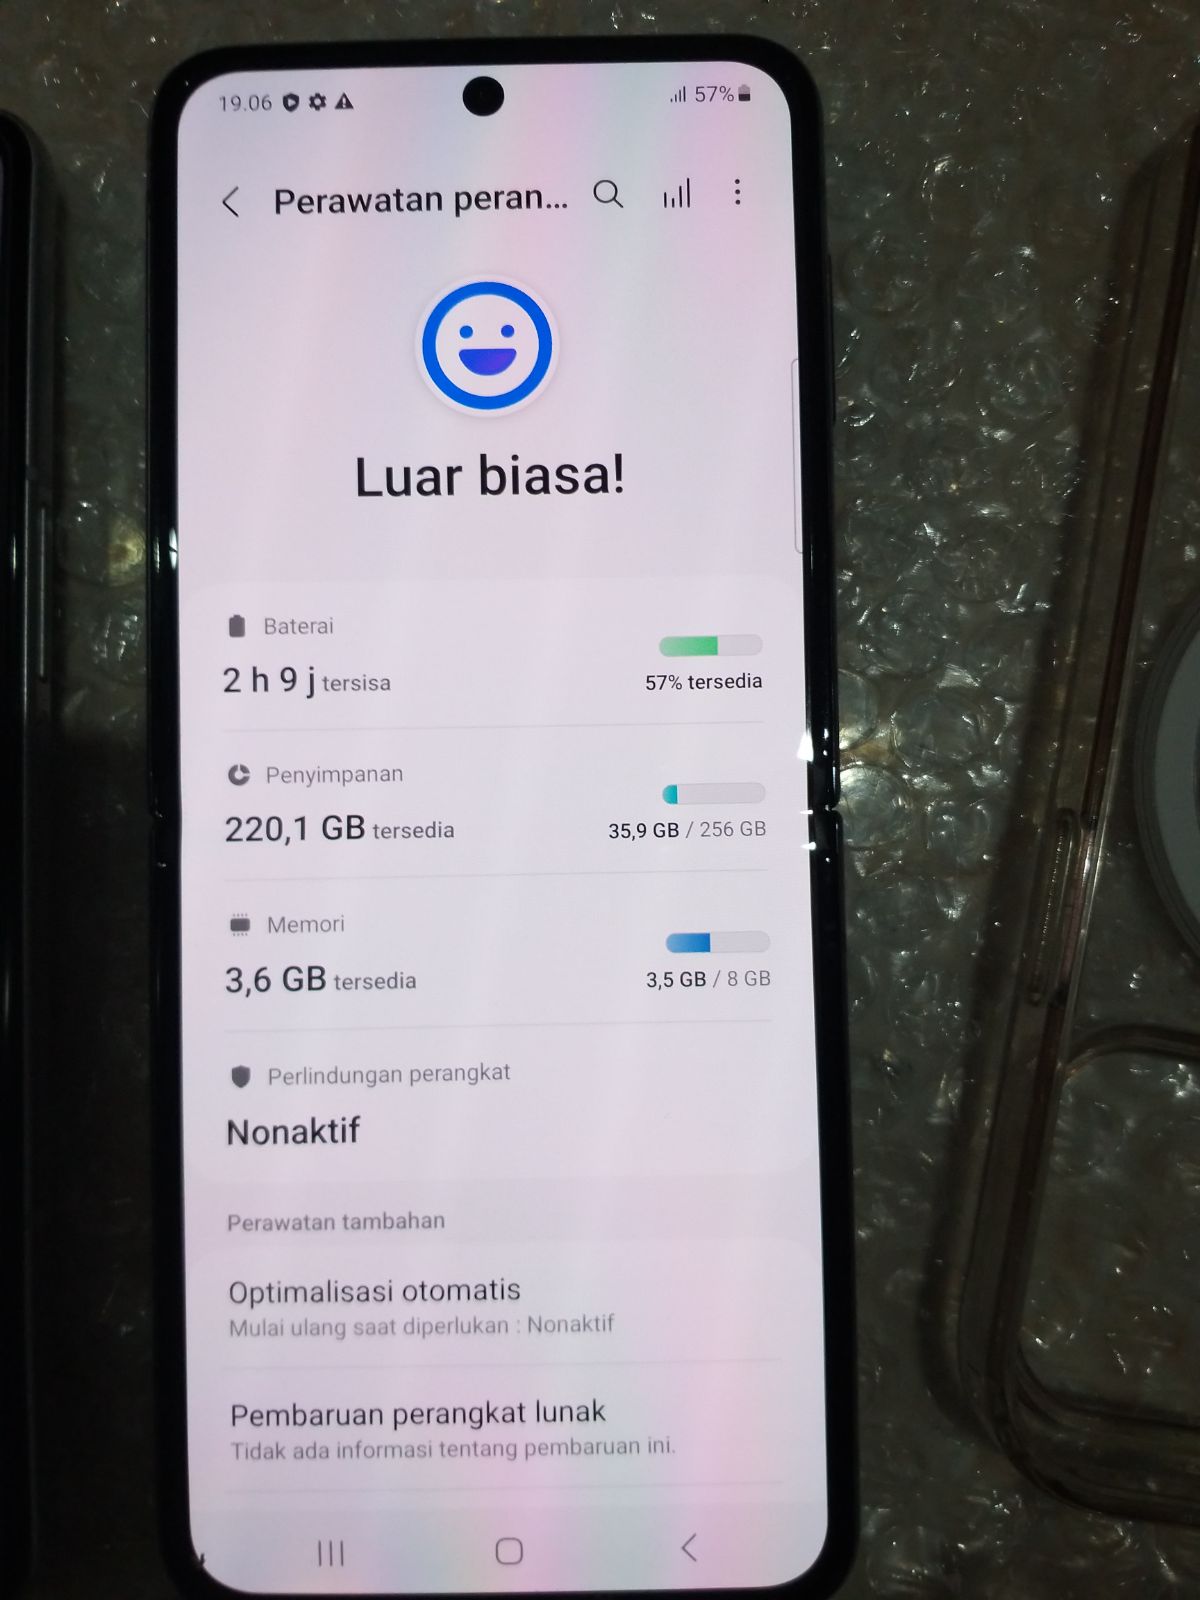 19.06 57%
Perawatan peran...
Luar biasa!
Baterai
2 h 9 j tersisa
57% tersedia
Penyimpanan
220,1 GB tersedia
35,9 GB / 256 GB
Memori
3,6 GB tersedia
3,5 GB / 8 GB
Perlindungan perangkat
Nonaktif
Perawatan tambahan
Optimalisasi otomatis
Mulai ulang saat diperlukan : Nonaktif
Pembaruan perangkat lunak
Tidak ada informasi tentang pembaruan ini.